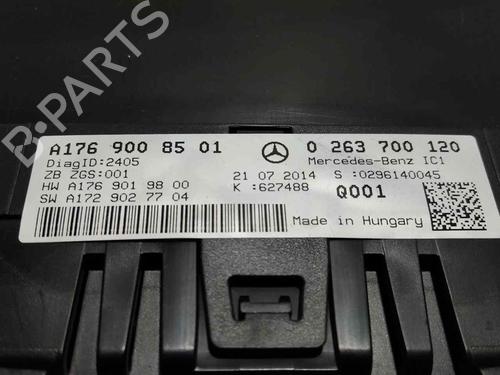 A176 900 85 01
0 263 700 120
DiagID:2405
Mercedes-Benz IC1
ZB ZGS:001
21 07 2014 S :0296140045
HW A176 901 98 00
K :627488
Q001
SW A172 902 77 04
Made in Hungary
B-PARTS